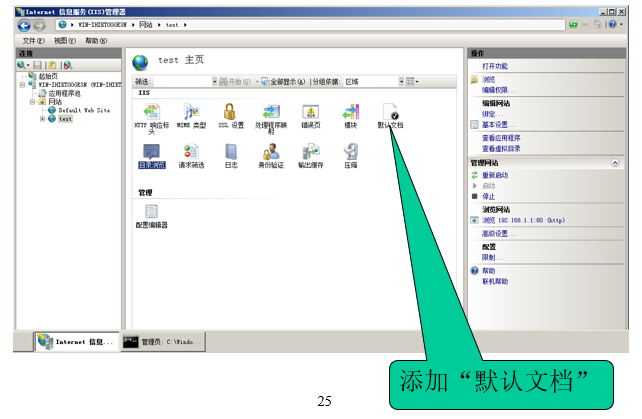 Internet 信息服务(IIS)管理器
▸ WIN-IHIKTOOGE3N ▸ 网站 ▸ test ▸
文件(F) 视图(V) 帮助(H)
连接
起始页
应用程序池
网站
Default Web Site
test
test 主页
筛选: 开始(G) 全部显示(A) | 分组依据: 区域
IIS
HTTP 响应标头
MIME 类型
SSL 设置
处理程序映射
错误页
模块
默认文档
目录浏览
请求筛选
日志
身份验证
输出缓存
压缩
管理
配置编辑器
操作
打开功能
浏览
编辑权限...
编辑网站
绑定...
基本设置...
查看应用程序
查看虚拟目录
管理网站
重新启动
启动
停止
浏览网站
浏览 192.168.1.1:80 (http)
高级设置...
配置
限制...
帮助
联机帮助
Internet 信息...
管理员: C:\Windo...
添加“默认文档”
25